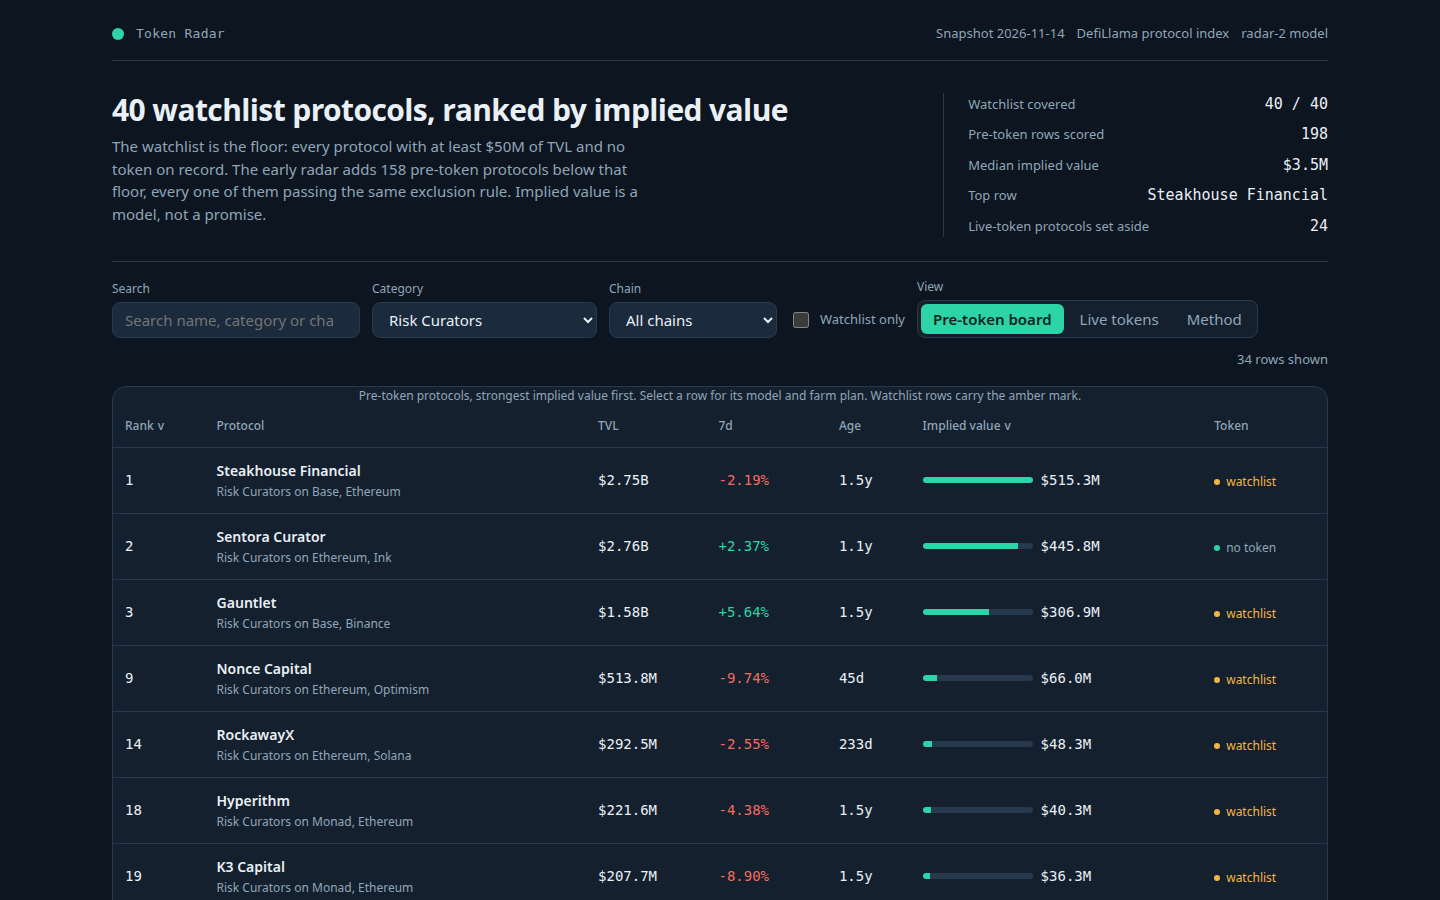 Token Radar
Snapshot 2026-11-14 DefiLlama protocol index radar-2 model
40 watchlist protocols, ranked by implied value
The watchlist is the floor: every protocol with at least $50M of TVL and no
token on record. The early radar adds 158 pre-token protocols below that
floor, every one of them passing the same exclusion rule. Implied value is a
model, not a promise.
Watchlist covered 40 / 40
Pre-token rows scored 198
Median implied value $3.5M
Top row Steakhouse Financial
Live-token protocols set aside 24
Search Category Chain View
Search name, category or cha Risk Curators All chains Watchlist only Pre-token board Live tokens Method
34 rows shown
Pre-token protocols, strongest implied value first. Select a row for its model and farm plan. Watchlist rows carry the amber mark.
Rank v Protocol TVL 7d Age Implied value v Token
1 Steakhouse Financial $2.75B -2.19% 1.5y $515.3M watchlist
Risk Curators on Base, Ethereum
2 Sentora Curator $2.76B +2.37% 1.1y $445.8M no token
Risk Curators on Ethereum, Ink
3 Gauntlet $1.58B +5.64% 1.5y $306.9M watchlist
Risk Curators on Base, Binance
9 Nonce Capital $513.8M -9.74% 45d $66.0M watchlist
Risk Curators on Ethereum, Optimism
14 RockawayX $292.5M -2.55% 233d $48.3M watchlist
Risk Curators on Ethereum, Solana
18 Hyperithm $221.6M -4.38% 1.5y $40.3M watchlist
Risk Curators on Monad, Ethereum
19 K3 Capital $207.7M -8.90% 1.5y $36.3M watchlist
Risk Curators on Monad, Ethereum